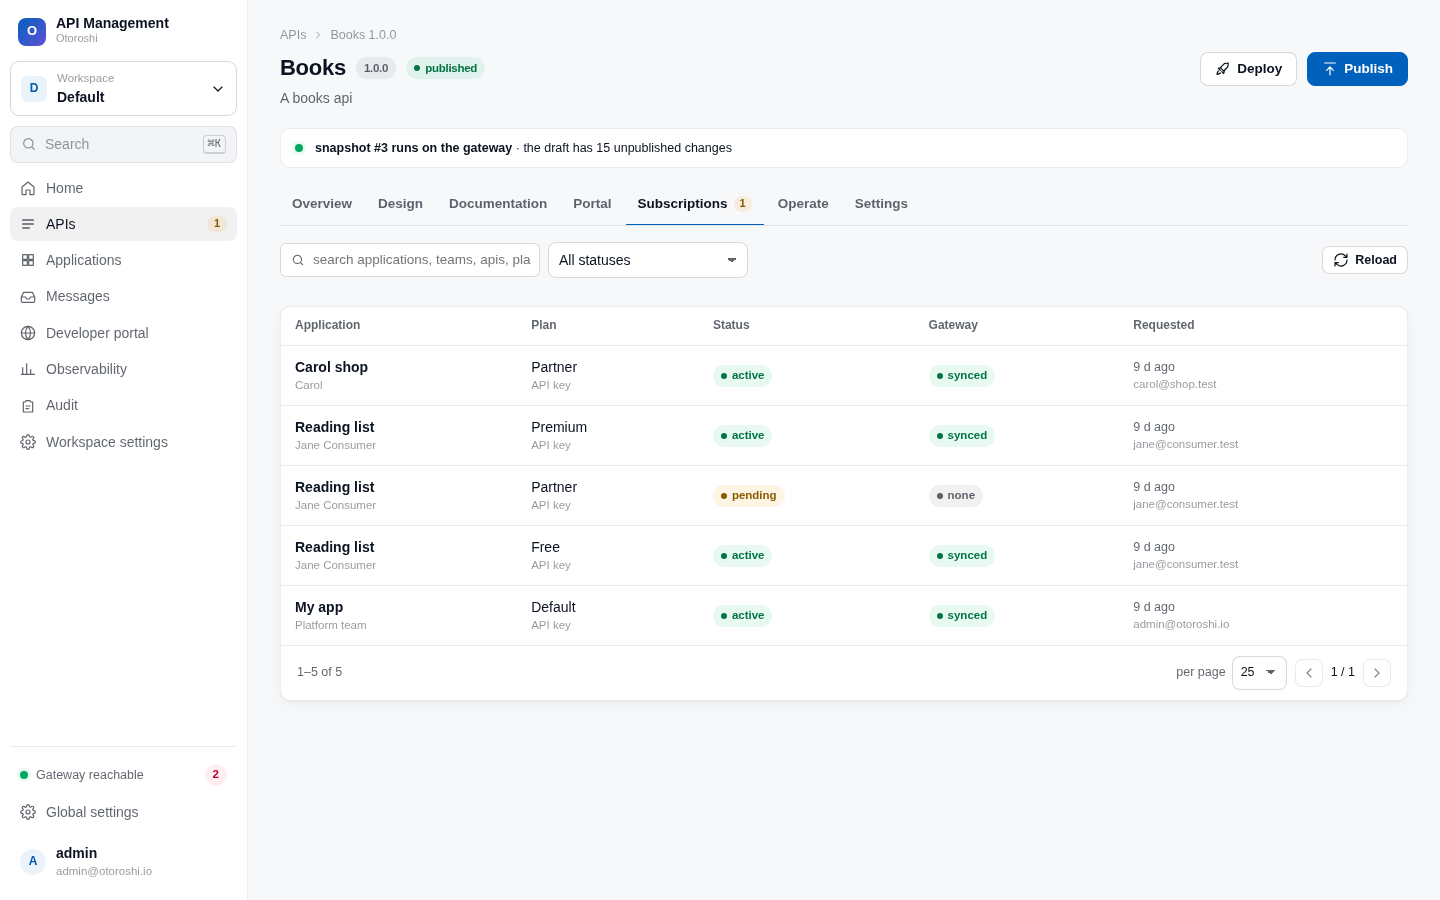 O
API Management
Otoroshi
D
Workspace
Default
Search
⌘K
Home
APIs 1
Applications
Messages
Developer portal
Observability
Audit
Workspace settings
Gateway reachable 2
Global settings
A
admin
admin@otoroshi.io
APIs Books 1.0.0
Books 1.0.0 published
Deploy
Publish
A books api
snapshot #3 runs on the gateway · the draft has 15 unpublished changes
Overview Design Documentation Portal Subscriptions 1 Operate Settings
search applications, teams, apis, pla
All statuses
Reload
Application Plan Status Gateway Requested
Carol shop Partner active synced 9 d ago
Carol API key carol@shop.test
Reading list Premium active synced 9 d ago
Jane Consumer API key jane@consumer.test
Reading list Partner pending none 9 d ago
Jane Consumer API key jane@consumer.test
Reading list Free active synced 9 d ago
Jane Consumer API key jane@consumer.test
My app Default active synced 9 d ago
Platform team API key admin@otoroshi.io
1–5 of 5 per page 25 1 / 1